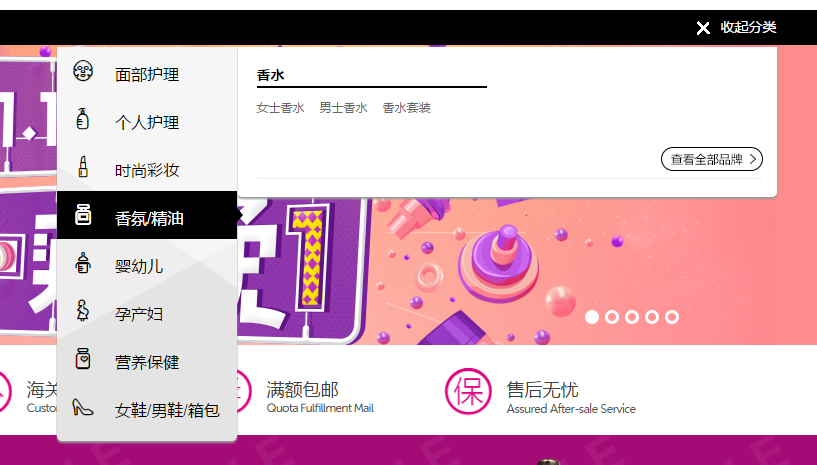 收起分类
面部护理
个人护理
时尚彩妆
香氛/精油
婴幼儿
孕产妇
营养保健
女鞋/男鞋/箱包
香水
女士香水 男士香水 香水套装
查看全部品牌
海关
Custo
满额包邮
Quota Fulfillment Mail
保
售后无忧
Assured After-sale Service